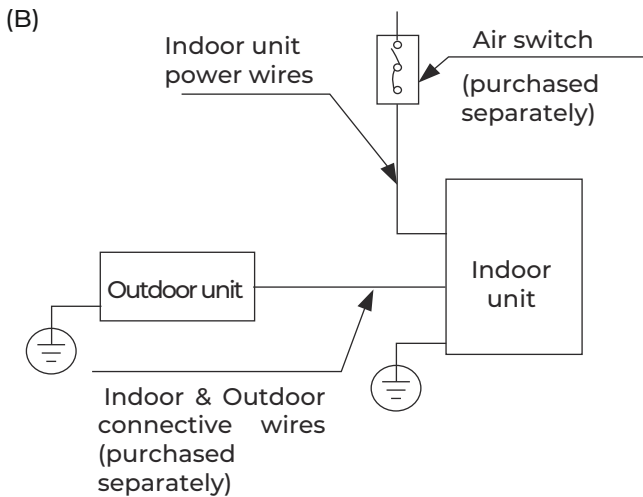 (B)
Indoor unit
power wires
Air switch
(purchased
separately)
Outdoor unit
Indoor
unit
Indoor & Outdoor
connective wires
(purchased
separately)